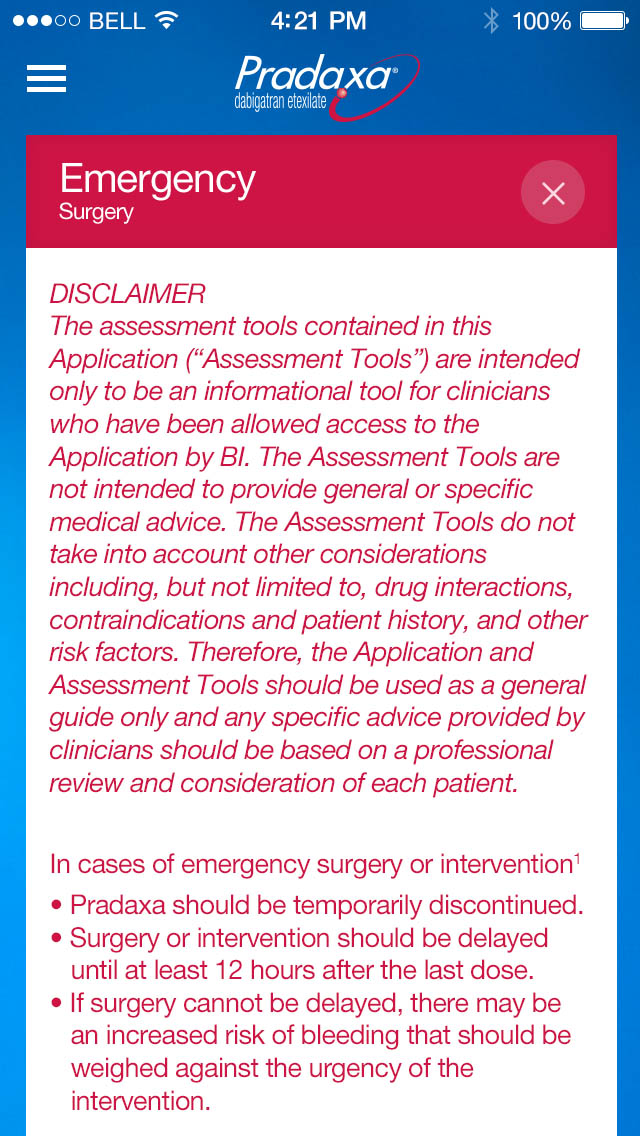 BELL 4:21 PM 100%
Pradaxa®
dabigatran etexilate
Emergency
Surgery
DISCLAIMER
The assessment tools contained in this
Application (“Assessment Tools”) are intended
only to be an informational tool for clinicians
who have been allowed access to the
Application by BI. The Assessment Tools are
not intended to provide general or specific
medical advice. The Assessment Tools do not
take into account other considerations
including, but not limited to, drug interactions,
contraindications and patient history, and other
risk factors. Therefore, the Application and
Assessment Tools should be used as a general
guide only and any specific advice provided by
clinicians should be based on a professional
review and consideration of each patient.
In cases of emergency surgery or intervention¹
• Pradaxa should be temporarily discontinued.
• Surgery or intervention should be delayed
until at least 12 hours after the last dose.
• If surgery cannot be delayed, there may be
an increased risk of bleeding that should be
weighed against the urgency of the
intervention.